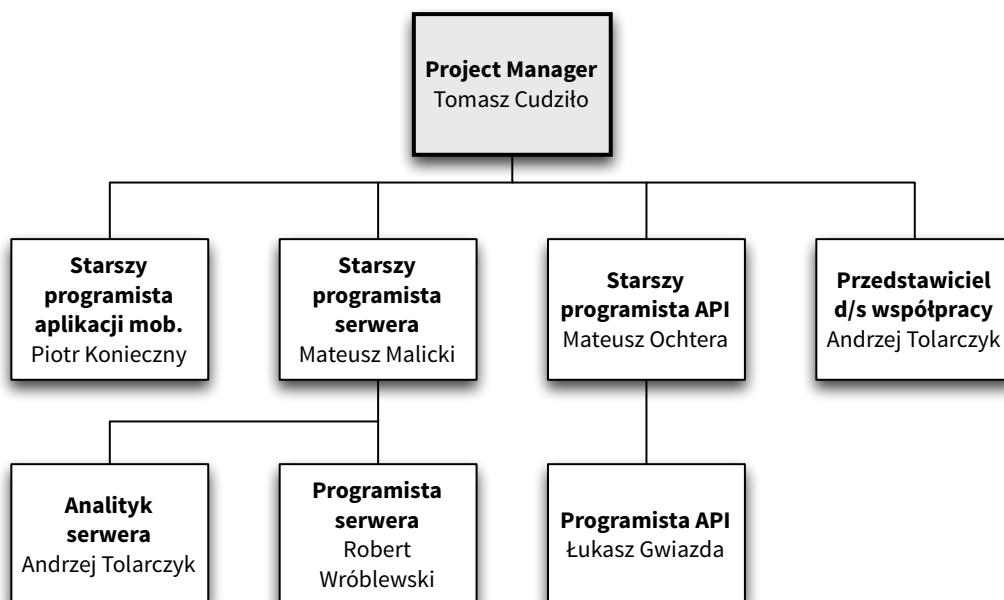 Project Manager
Tomasz Cudziło
Starszy
programista
aplikacji mob.
Piotr Konieczny
Starszy
programista
serwera
Mateusz Malicki
Starszy
programista API
Mateusz Ochtera
Przedstawiciel
d/s współpracy
Andrzej Tolarczyk
Analityk
serwera
Andrzej Tolarczyk
Programista
serwera
Robert
Wróblewski
Programista API
Łukasz Gwiazda